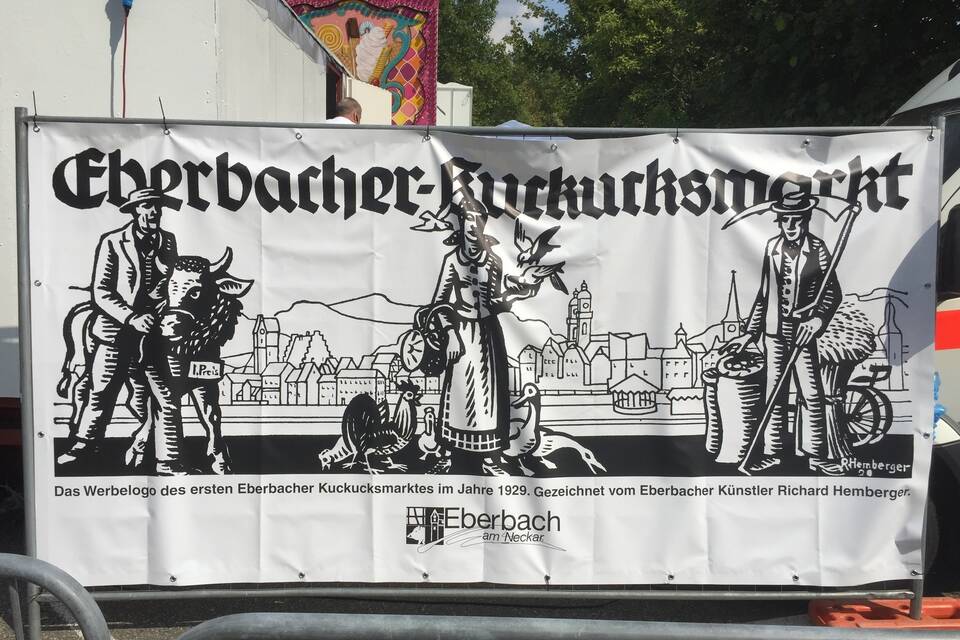 Eberbacher-Kuckucksmarkt
I. Preis
RHemberger
28
Das Werbelogo des ersten Eberbacher Kuckucksmarktes im Jahre 1929. Gezeichnet vom Eberbacher Künstler Richard Hemberger.
Eberbach
am Neckar